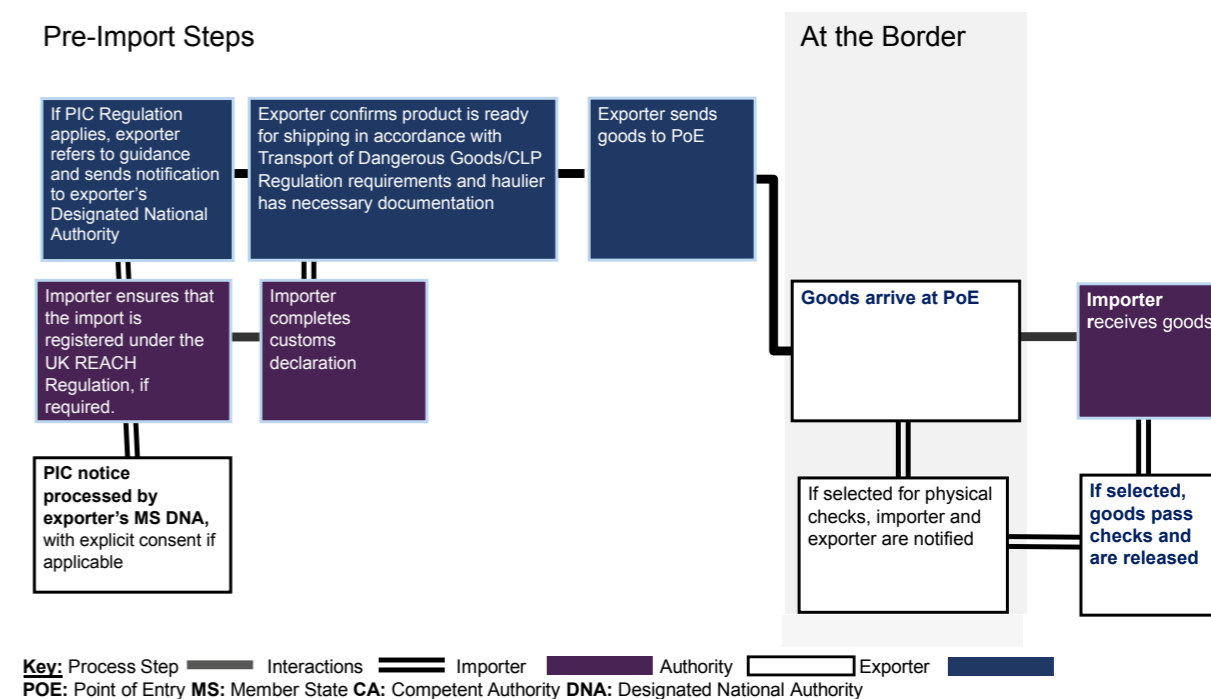 Pre-Import Steps
At the Border
If PIC Regulation
applies, exporter
refers to guidance
and sends notification
to exporter's
Designated National
Authority
Exporter confirms product is ready
for shipping in accordance with
Transport of Dangerous Goods/CLP
Regulation requirements and haulier
has necessary documentation
Exporter sends
goods to PoE
Importer ensures that
the import is
registered under the
UK REACH
Regulation, if
required.
Importer
completes
customs
declaration
Goods arrive at PoE
Importer
receives goods
PIC notice
processed by
exporter's MS DNA,
with explicit consent if
applicable
If selected for physical
checks, importer and
exporter are notified
If selected,
goods pass
checks and
are released
Key: Process Step Interactions Importer Authority Exporter
POE: Point of Entry MS: Member State CA: Competent Authority DNA: Designated National Authority